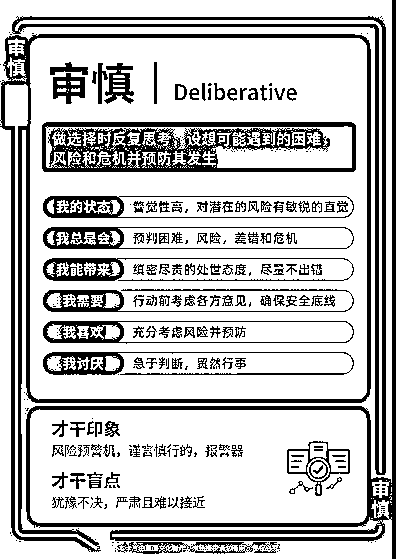 审慎
审慎 | Deliberative
做选择时反复思考，设想可能遇到的困难，
风险和危机并预防其发生
我的状态 警觉性高，对潜在的风险有敏锐的直觉
我总是会 预判困难，风险，差错和危机
我能带来 缜密尽责的处世态度，尽量不出错
我需要 行动前考虑各方意见，确保安全底线
我喜欢 充分考虑风险并预防
我讨厌 急于判断，贸然行事
才干印象
风险预警机，谨言慎行的，报警器
才干盲点
犹豫不决，严肃且难以接近
审慎